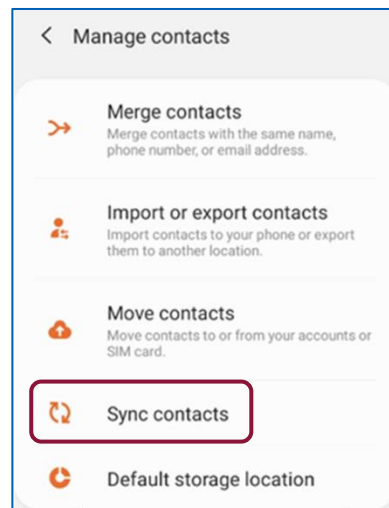 Manage contacts
Merge contacts
Merge contacts with the same name,
phone number, or email address.
Import or export contacts
Import contacts to your phone or export
them to another location.
Move contacts
Move contacts to or from your accounts or
SIM card.
Sync contacts
Default storage location